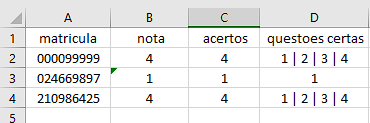 A B C D
1 matricula nota acertos questoes certas
2 000099999 4 4 1 | 2 | 3 | 4
3 024669897 1 1 1
4 210986425 4 4 1 | 2 | 3 | 4
5